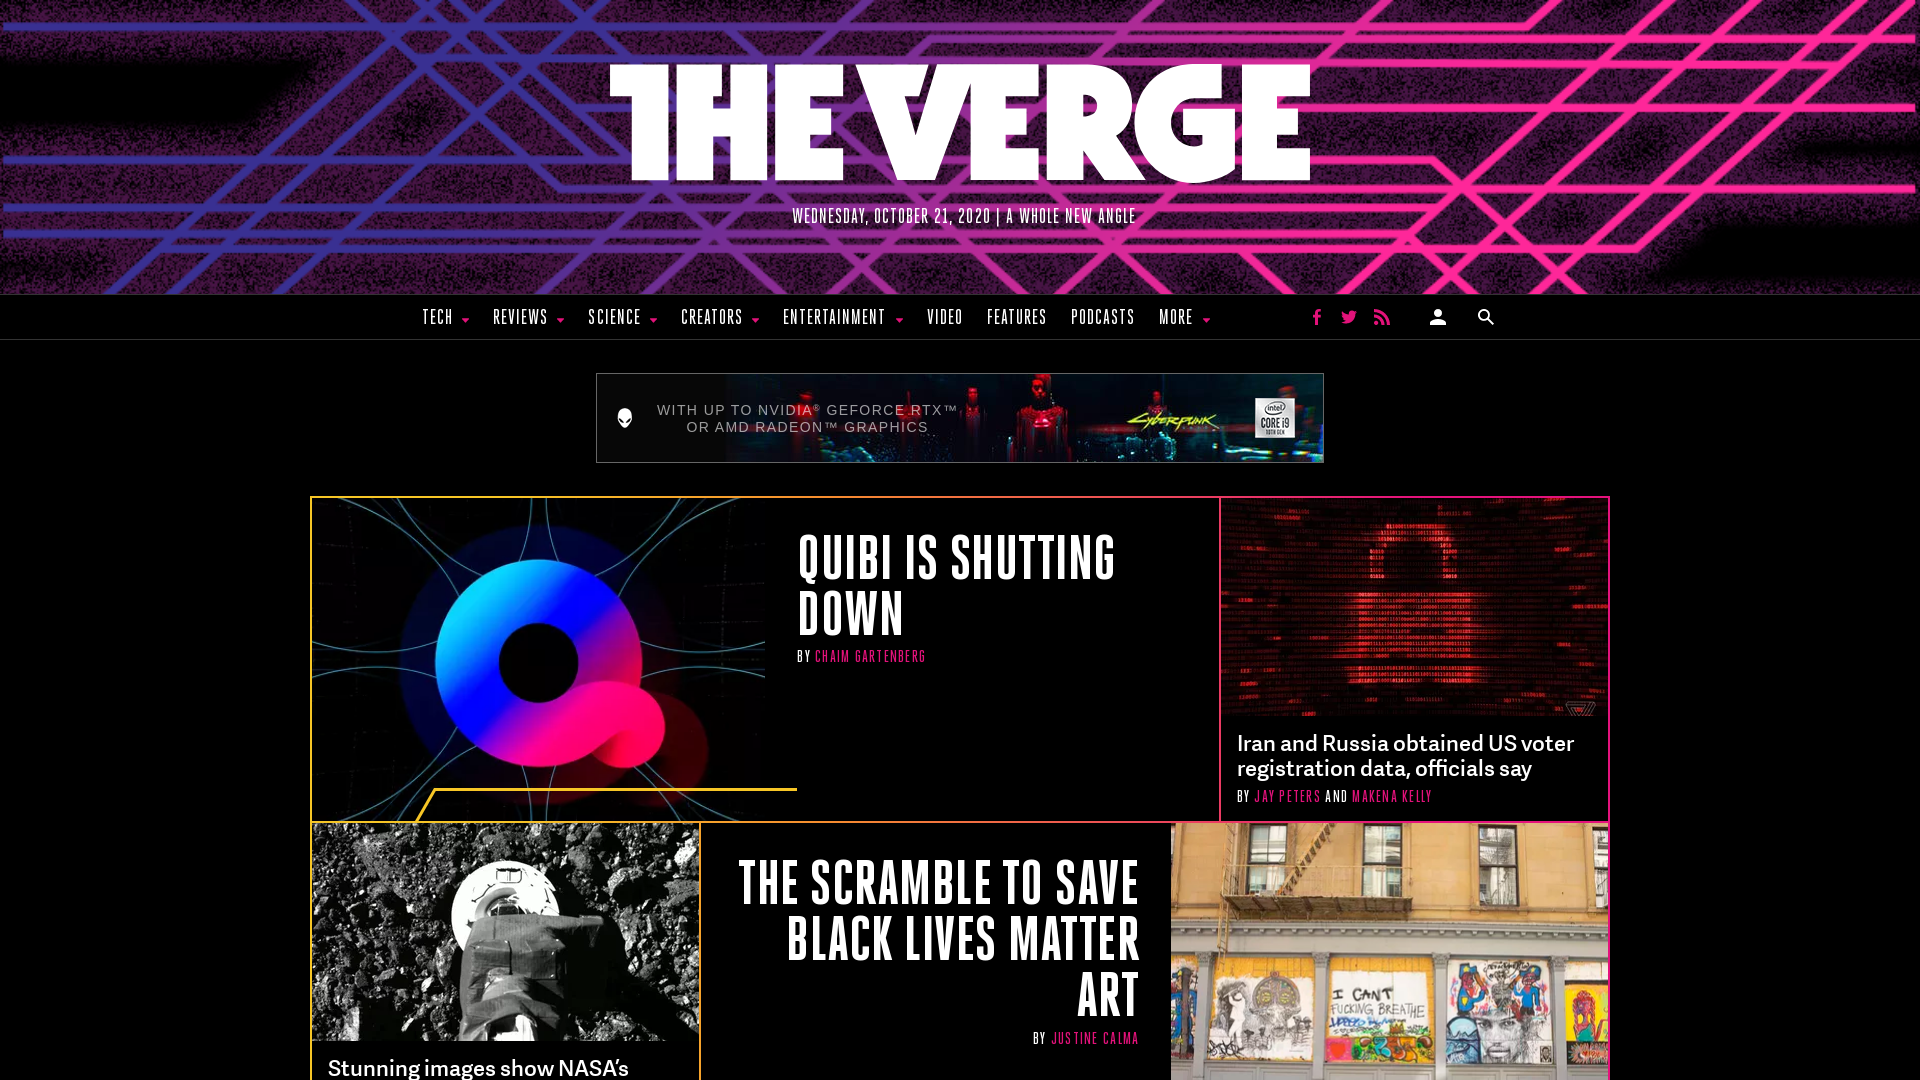 THE VERGE
WEDNESDAY, OCTOBER 21, 2020 | A WHOLE NEW ANGLE
TECH REVIEWS SCIENCE CREATORS ENTERTAINMENT VIDEO FEATURES PODCASTS MORE
WITH UP TO NVIDIA® GEFORCE RTX™
OR AMD RADEON™ GRAPHICS
CYBERPUNK
intel
CORE i9
10TH GEN
QUIBI IS SHUTTING
DOWN
BY CHAIM GARTENBERG
Iran and Russia obtained US voter
registration data, officials say
BY JAY PETERS AND MAKENA KELLY
THE SCRAMBLE TO SAVE
BLACK LIVES MATTER
ART
BY JUSTINE CALMA
I CANT
FUCKING BREATHE
Stunning images show NASA’s